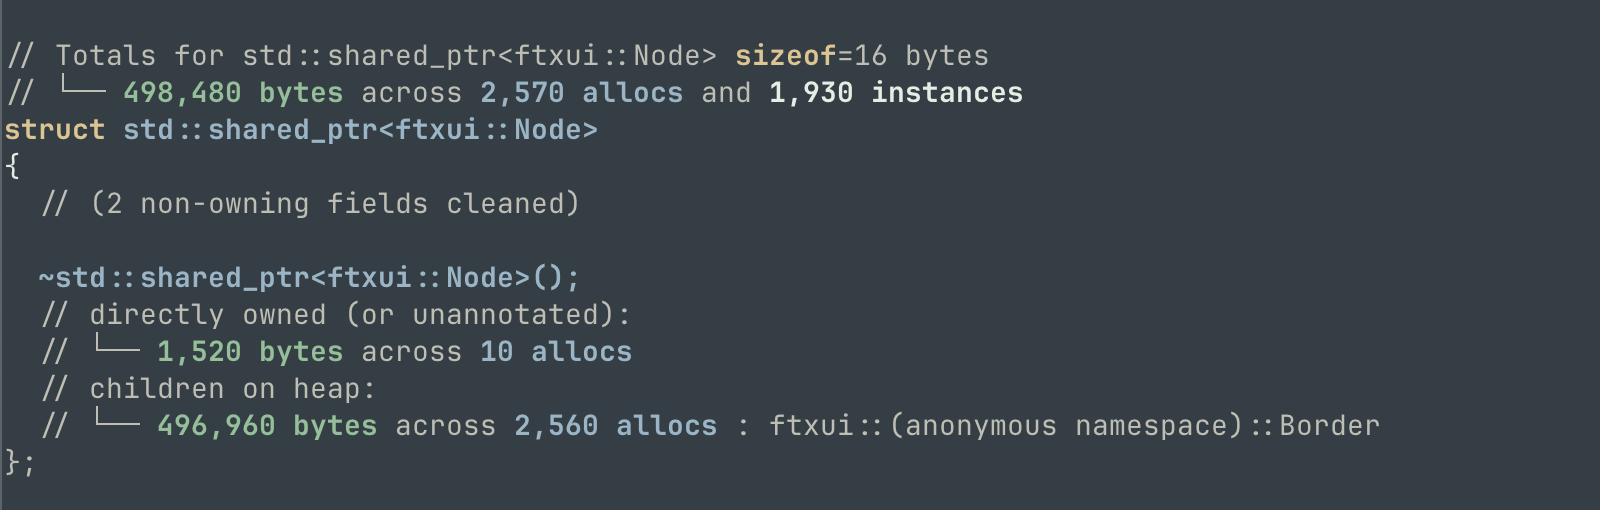 // Totals for std::shared_ptr<ftxui::Node> sizeof=16 bytes
// └── 498,480 bytes across 2,570 allocs and 1,930 instances
struct std::shared_ptr<ftxui::Node>
{
  // (2 non-owning fields cleaned)
  ~std::shared_ptr<ftxui::Node>();
  // directly owned (or unannotated):
  // └── 1,520 bytes across 10 allocs
  // children on heap:
  // └── 496,960 bytes across 2,560 allocs : ftxui::(anonymous namespace)::Border
};